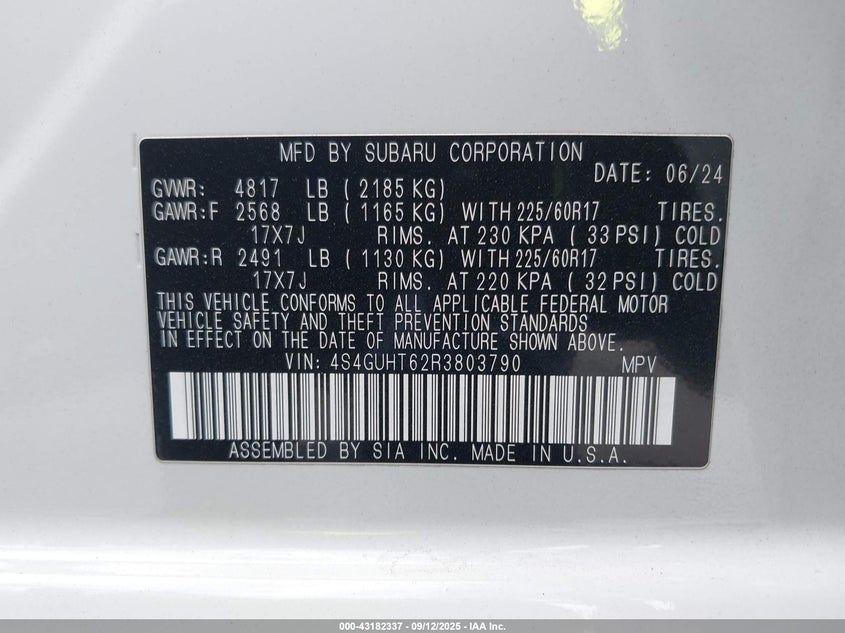 MFD BY SUBARU CORPORATION
DATE: 06/24
GVWR: 4817 LB ( 2185 KG)
GAWR:F 2568 LB ( 1165 KG) WITH 225/60R17 TIRES.
17X7J RIMS. AT 230 KPA ( 33 PSI) COLD
GAWR:R 2491 LB ( 1130 KG) WITH 225/60R17 TIRES.
17X7J RIMS. AT 220 KPA ( 32 PSI) COLD
THIS VEHICLE CONFORMS TO ALL APPLICABLE FEDERAL MOTOR
VEHICLE SAFETY AND THEFT PREVENTION STANDARDS
IN EFFECT ON THE DATE OF MANUFACTURE SHOWN ABOVE.
VIN: 4S4GUHT62R3803790 MPV
ASSEMBLED BY SIA INC. MADE IN U.S.A.
000-43182337 - 09/12/2025 - IAA Inc.